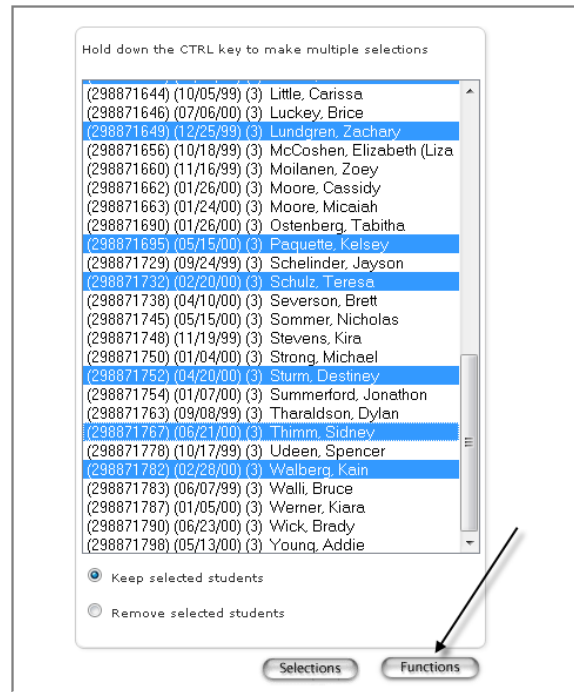 Hold down the CTRL key to make multiple selections
(298871644) (10/05/99) (3) Little, Carissa
(298871646) (07/06/00) (3) Luckey, Brice
(298871649) (12/25/99) (3) Lundgren, Zachary
(298871656) (10/18/99) (3) McCoshen, Elizabeth (Liza
(298871660) (11/16/99) (3) Moilanen, Zoey
(298871662) (01/26/00) (3) Moore, Cassidy
(298871663) (01/24/00) (3) Moore, Micaiah
(298871690) (01/26/00) (3) Ostenberg, Tabitha
(298871695) (05/15/00) (3) Paquette, Kelsey
(298871729) (09/24/99) (3) Schelinder, Jayson
(298871732) (02/20/00) (3) Schulz, Teresa
(298871738) (04/10/00) (3) Severson, Brett
(298871745) (05/15/00) (3) Sommer, Nicholas
(298871748) (11/19/99) (3) Stevens, Kira
(298871750) (01/04/00) (3) Strong, Michael
(298871752) (04/20/00) (3) Sturm, Destiney
(298871754) (01/07/00) (3) Summerford, Jonathon
(298871763) (09/08/99) (3) Tharaldson, Dylan
(298871767) (06/21/00) (3) Thimm, Sidney
(298871778) (10/17/99) (3) Udeen, Spencer
(298871782) (02/28/00) (3) Walberg, Kain
(298871783) (06/07/99) (3) Walli, Bruce
(298871787) (01/05/00) (3) Werner, Kiara
(298871790) (06/23/00) (3) Wick, Brady
(298871798) (05/13/00) (3) Young, Addie
Keep selected students
Remove selected students
Selections Functions